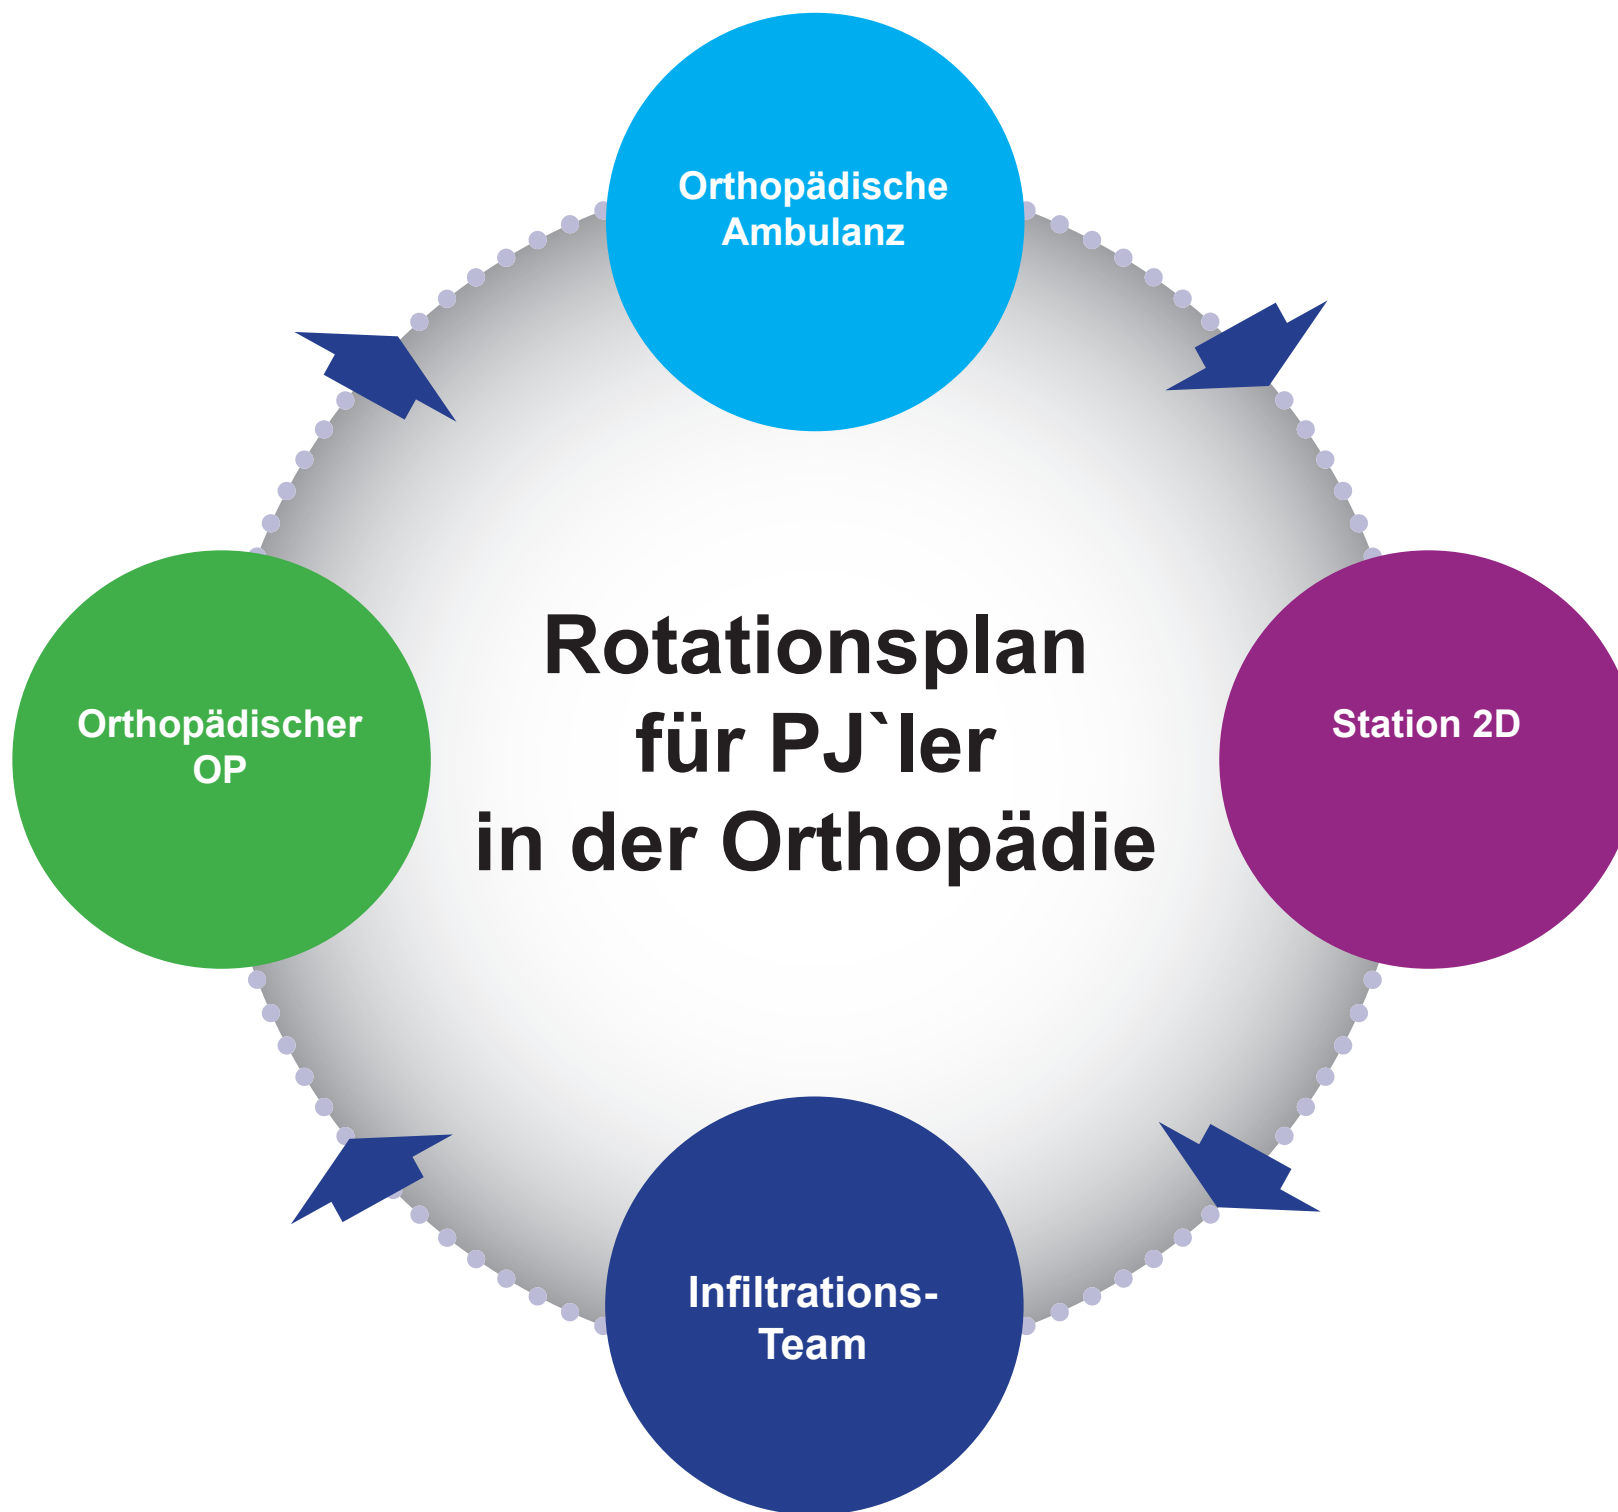 Orthopädische
Ambulanz
Orthopädischer
OP
Rotationsplan
für PJ`ler
in der Orthopädie
Station 2D
Infiltrations-
Team